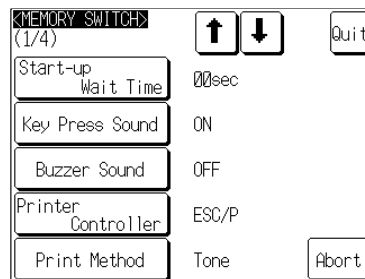 <MEMORY SWITCH>
(1/4)
Quit
Start-up
Wait Time
00sec
Key Press Sound
ON
Buzzer Sound
OFF
Printer
Controller
ESC/P
Print Method
Tone
Abort